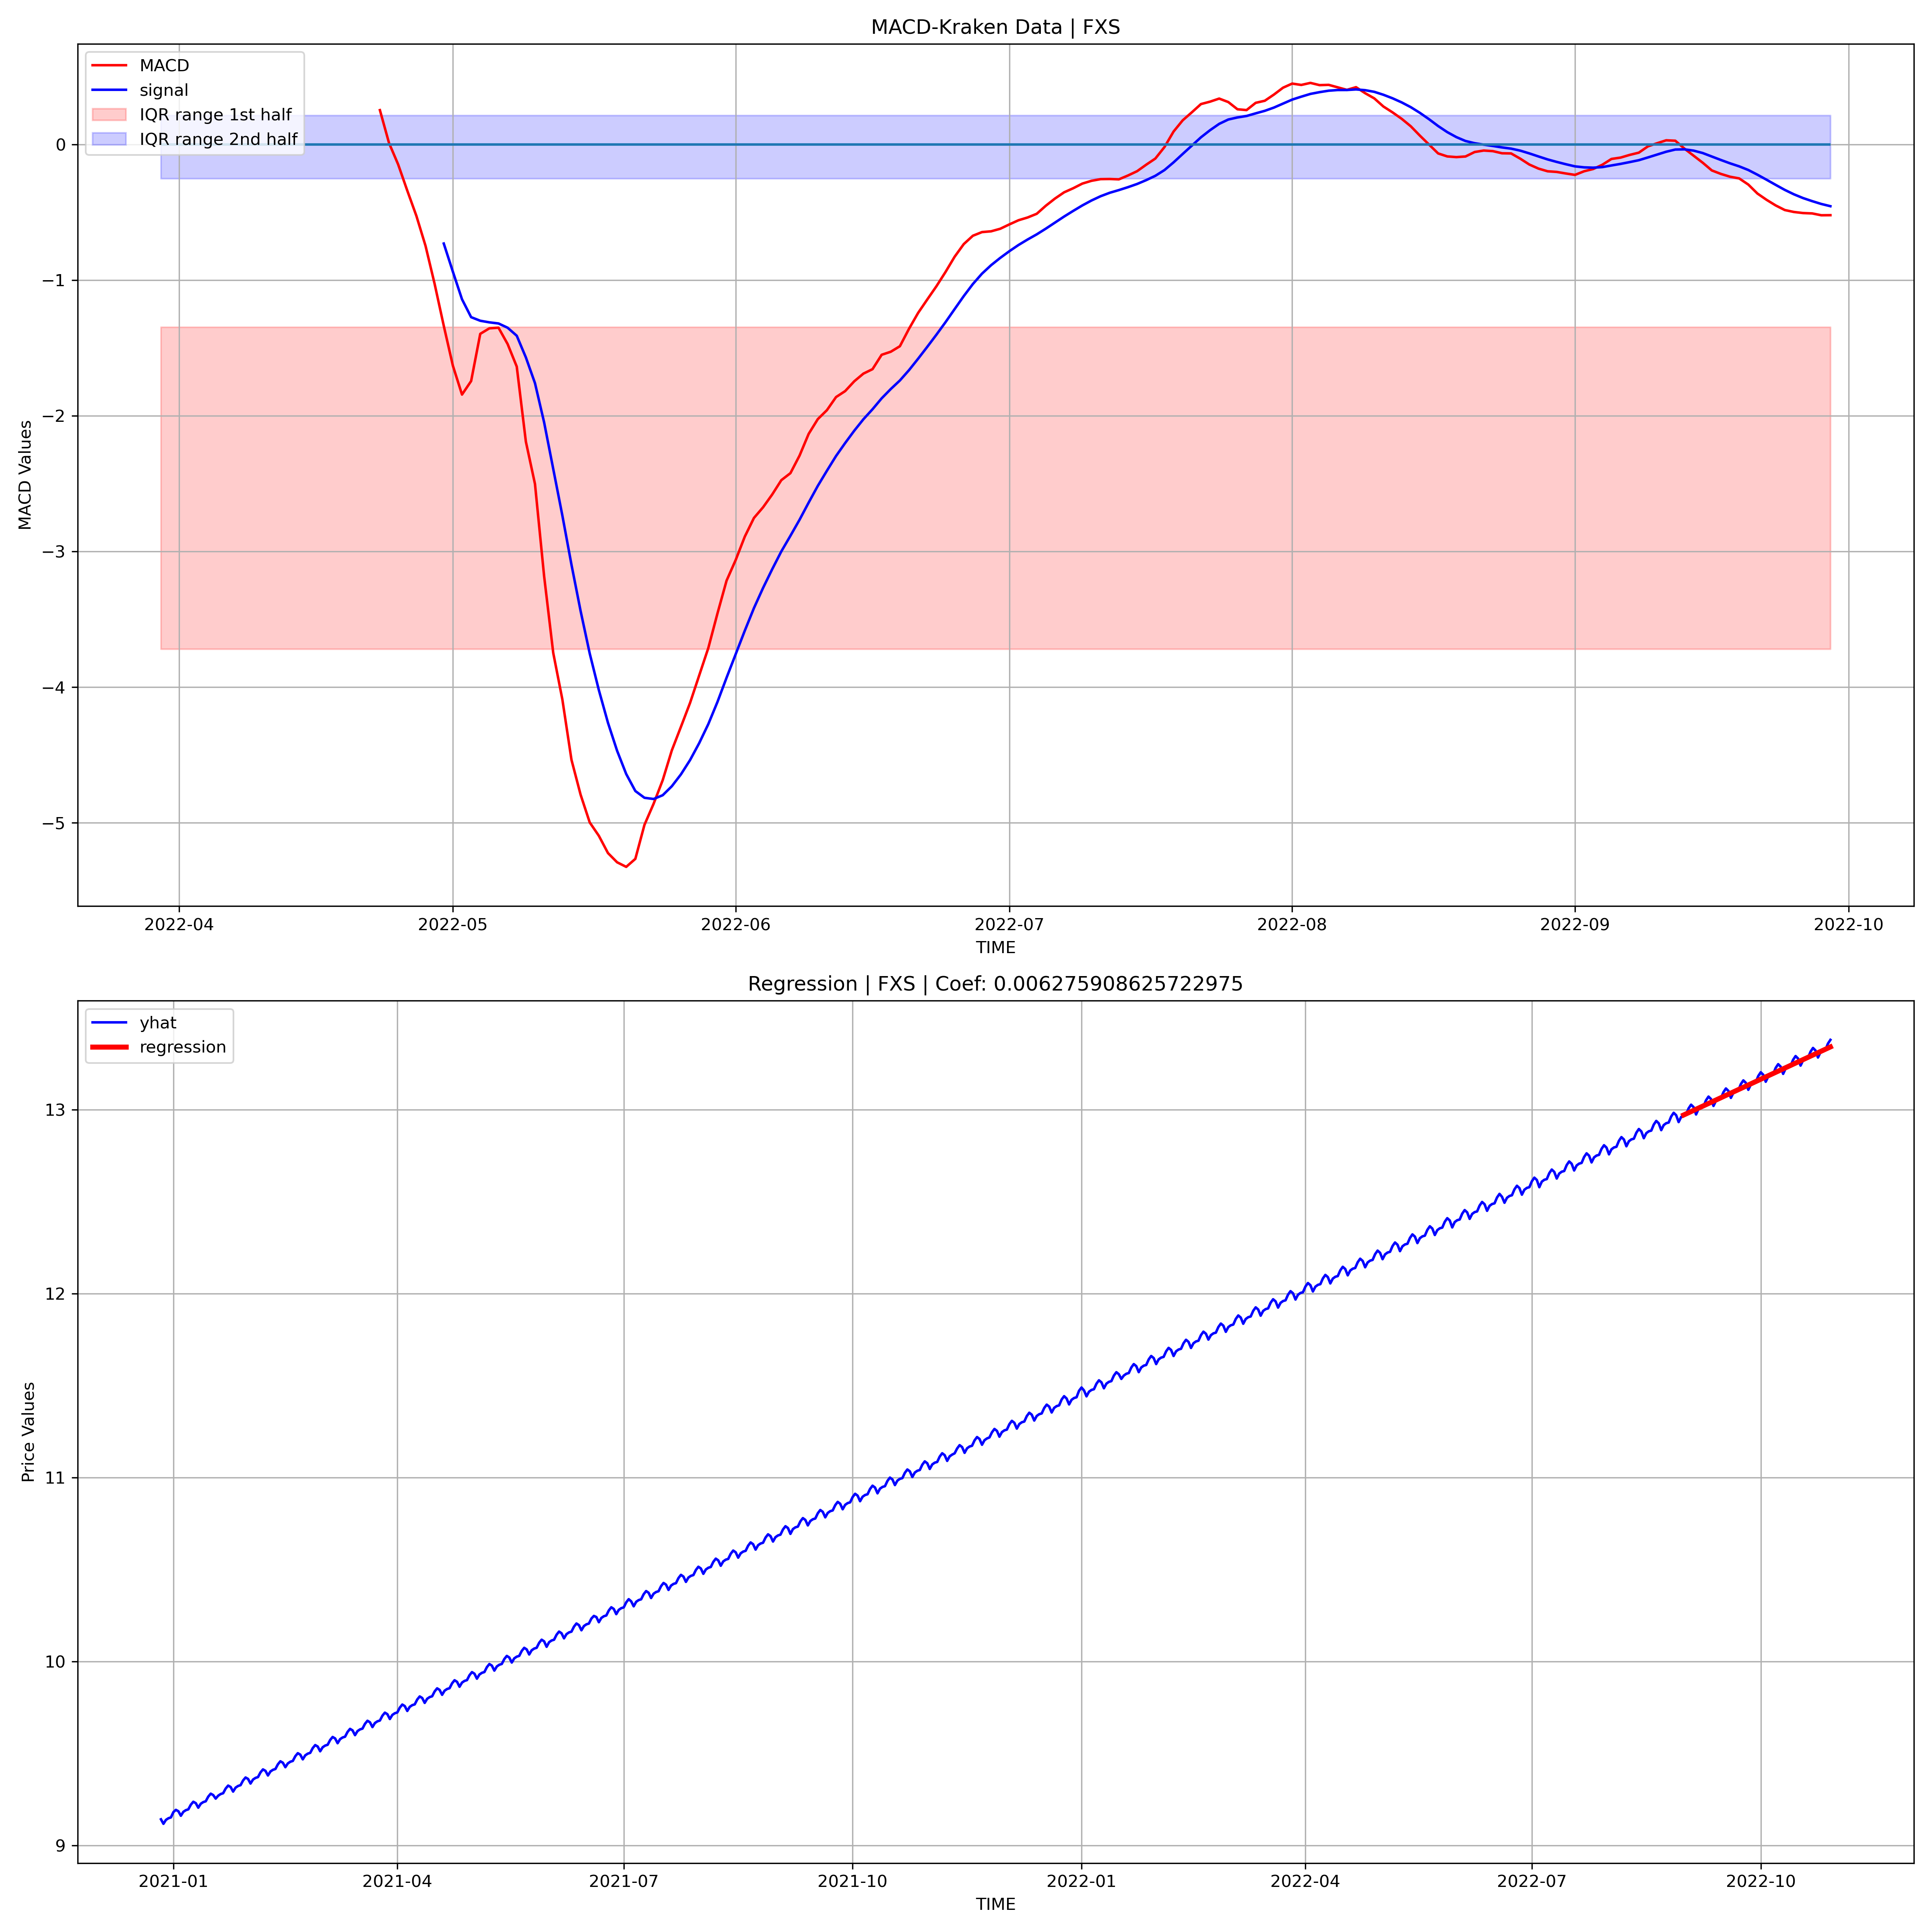 MACD-Kraken Data | FXS
MACD
signal
IQR range 1st half
IQR range 2nd half
0
−1
−2
−3
−4
−5
MACD Values
2022-04 2022-05 2022-06 2022-07 2022-08 2022-09 2022-10
TIME
Regression | FXS | Coef: 0.006275908625722975
yhat
regression
13
12
11
10
9
Price Values
2021-01 2021-04 2021-07 2021-10 2022-01 2022-04 2022-07 2022-10
TIME